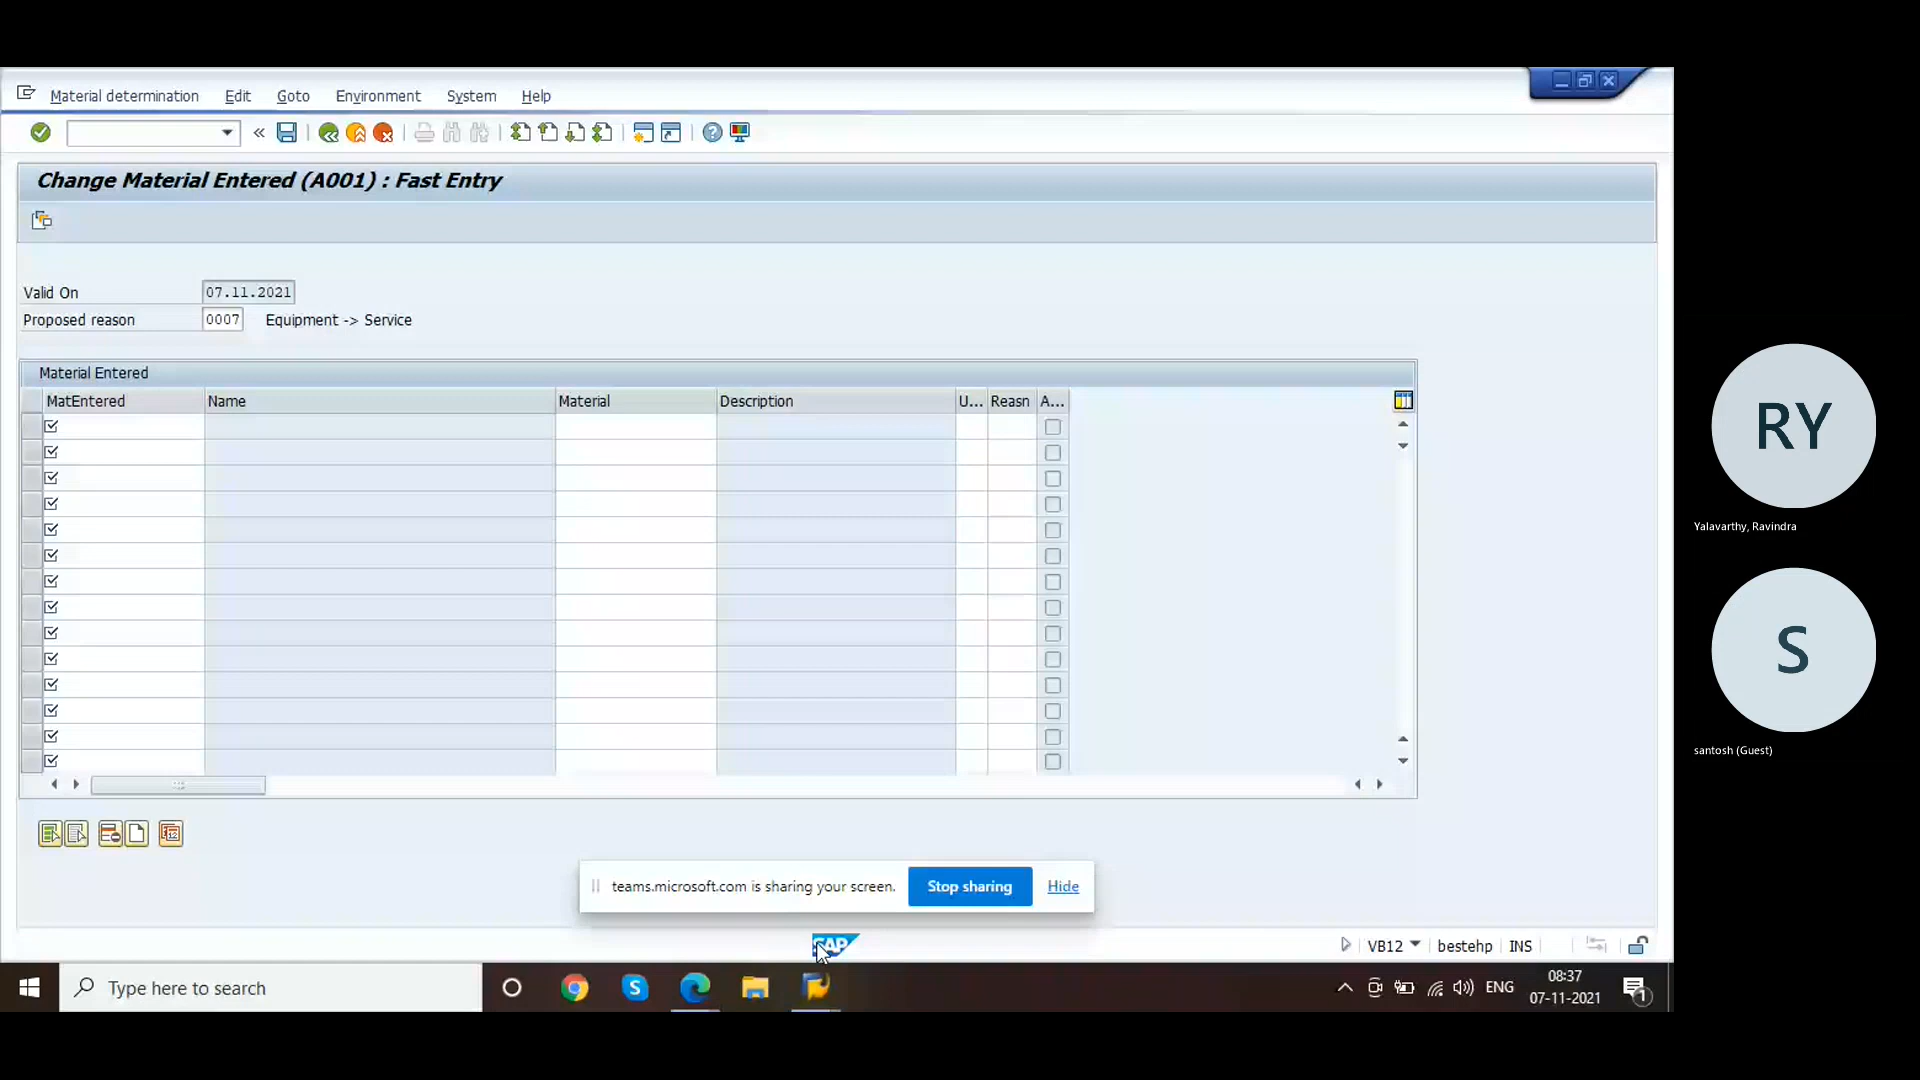 Material determination Edit Goto Environment System Help
Change Material Entered (A001) : Fast Entry
Valid On 07.11.2021
Proposed reason 0007 Equipment -> Service
Material Entered
MatEntered Name Material Description U... Reasn A...
RY
Yalavarthy, Ravindra
S
santosh (Guest)
teams.microsoft.com is sharing your screen. Stop sharing Hide
SAP
VB12 bestehp INS
Type here to search
S
ENG
08:37
07-11-2021
1